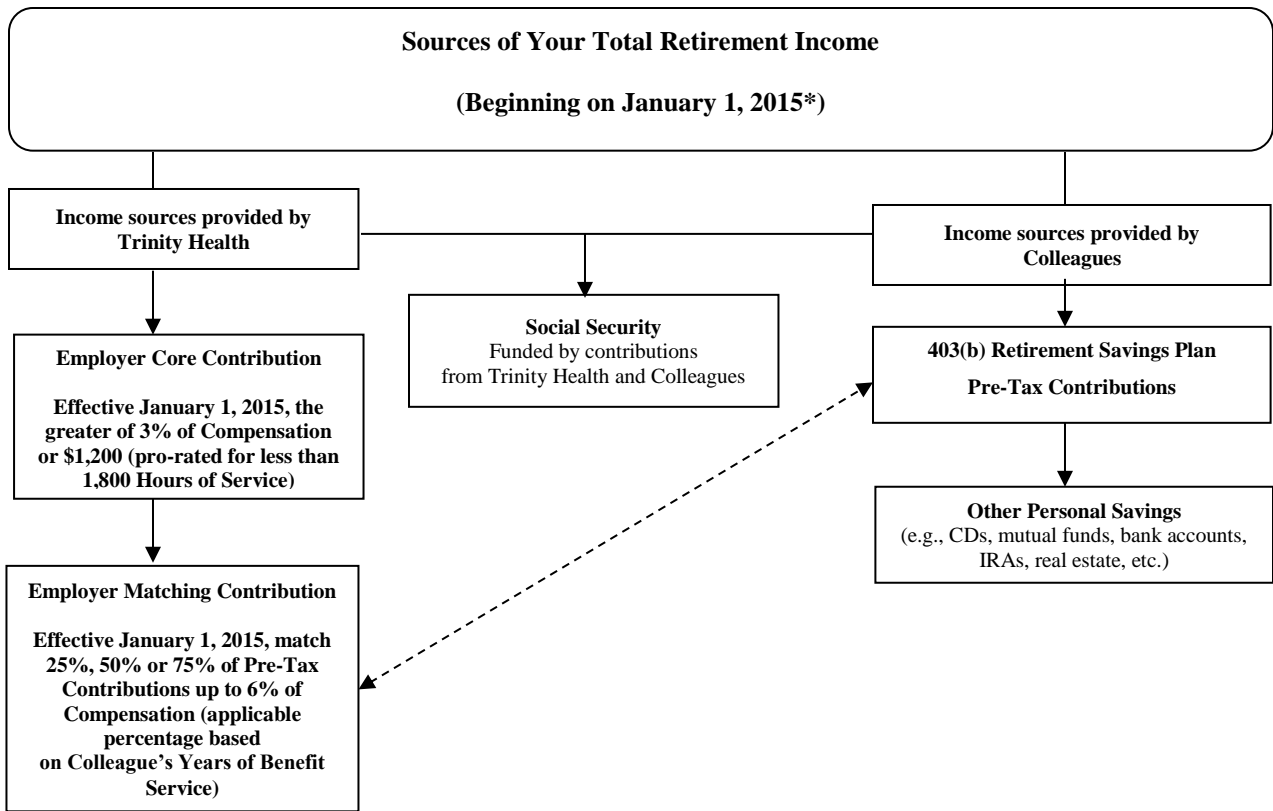 Sources of Your Total Retirement Income
(Beginning on January 1, 2015*)
Income sources provided by
Trinity Health
Income sources provided by
Colleagues
Social Security
Funded by contributions
from Trinity Health and Colleagues
Employer Core Contribution
Effective January 1, 2015, the
greater of 3% of Compensation
or $1,200 (pro-rated for less than
1,800 Hours of Service)
403(b) Retirement Savings Plan
Pre-Tax Contributions
Other Personal Savings
(e.g., CDs, mutual funds, bank accounts,
IRAs, real estate, etc.)
Employer Matching Contribution
Effective January 1, 2015, match
25%, 50% or 75% of Pre-Tax
Contributions up to 6% of
Compensation (applicable
percentage based
on Colleague’s Years of Benefit
Service)